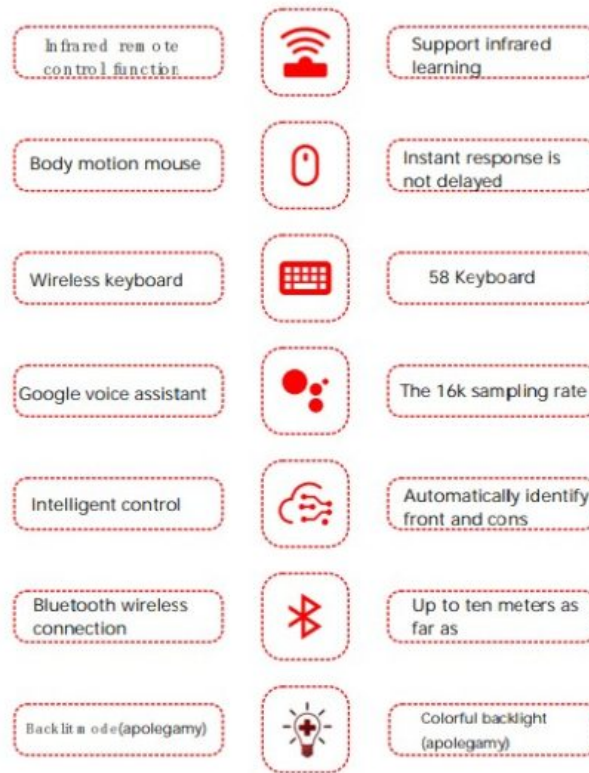 Infrared remote
control function
Support infrared
learning
Body motion mouse
Instant response is
not delayed
Wireless keyboard
58 Keyboard
Google voice assistant
The 16k sampling rate
Intelligent control
Automatically identify
front and cons
Bluetooth wireless
connection
Up to ten meters as
far as
Backlit mode(apolegamy)
Colorful backlight
(apolegamy)